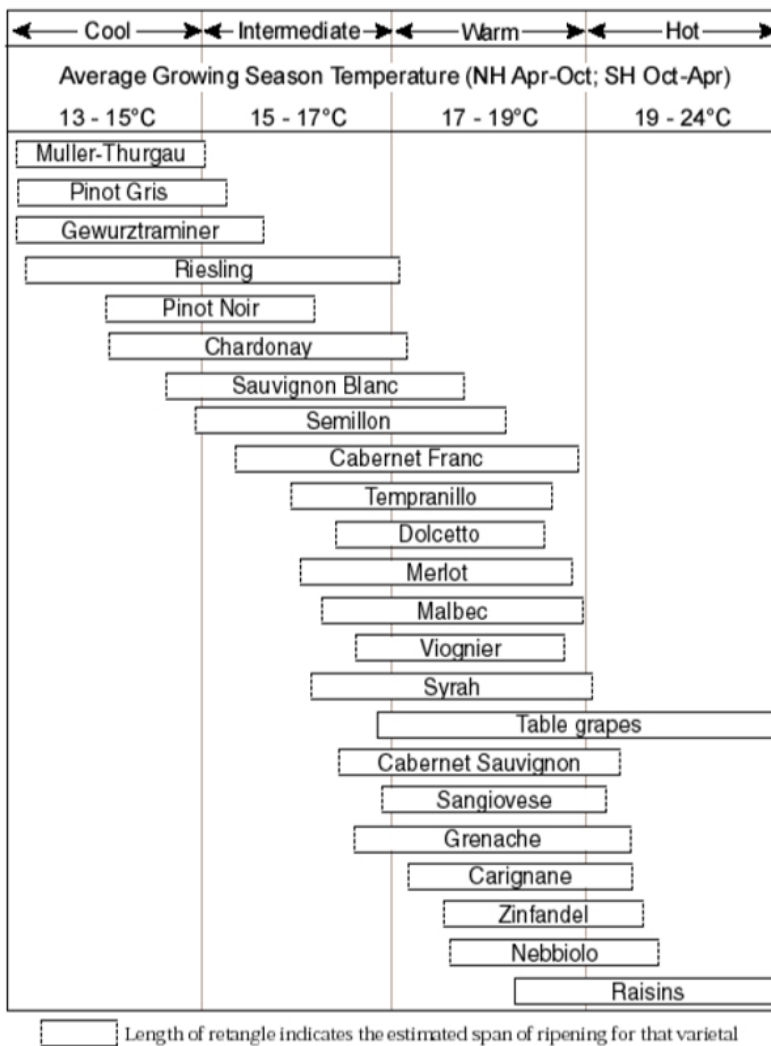 Cool Intermediate Warm Hot
Average Growing Season Temperature (NH Apr-Oct; SH Oct-Apr)
13 - 15°C 15 - 17°C 17 - 19°C 19 - 24°C
Muller-Thurgau
Pinot Gris
Gewurztraminer
Riesling
Pinot Noir
Chardonay
Sauvignon Blanc
Semillon
Cabernet Franc
Tempranillo
Dolcetto
Merlot
Malbec
Viognier
Syrah
Table grapes
Cabernet Sauvignon
Sangiovese
Grenache
Carignane
Zinfandel
Nebbiolo
Raisins
Length of retangle indicates the estimated span of ripening for that varietal